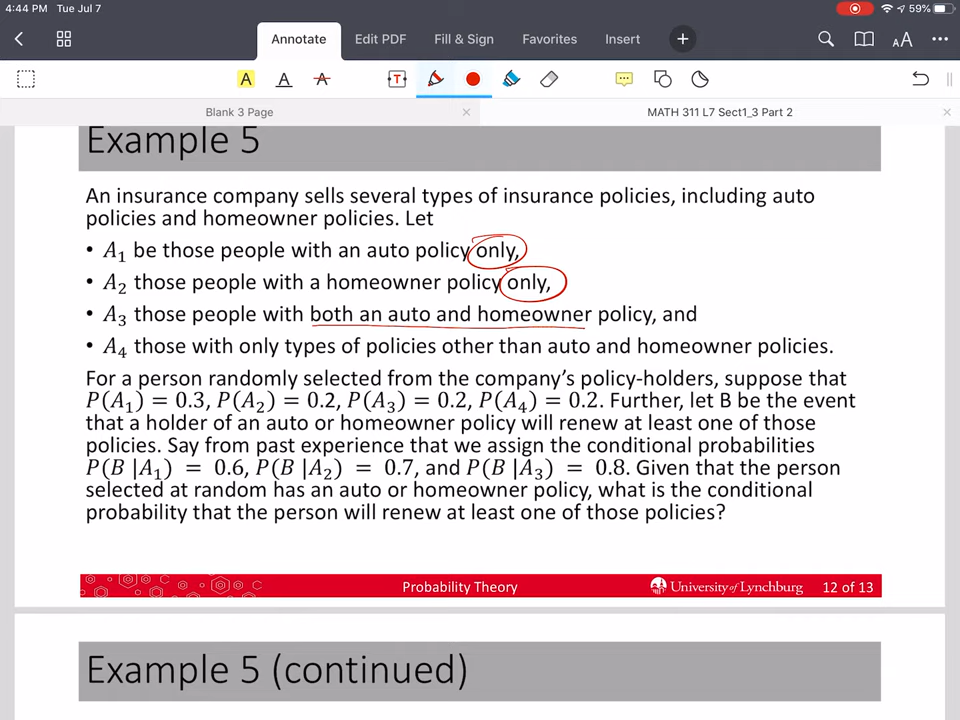 4:44 PM Tue Jul 7 59%
Annotate Edit PDF Fill & Sign Favorites Insert
A A A T AA
Blank 3 Page MATH 311 L7 Sect1_3 Part 2
Example 5
An insurance company sells several types of insurance policies, including auto
policies and homeowner policies. Let
• A₁ be those people with an auto policy only,
• A₂ those people with a homeowner policy only,
• A₃ those people with both an auto and homeowner policy, and
• A₄ those with only types of policies other than auto and homeowner policies.
For a person randomly selected from the company's policy-holders, suppose that
P(A₁) = 0.3, P(A₂) = 0.2, P(A₃) = 0.2, P(A₄) = 0.2. Further, let B be the event
that a holder of an auto or homeowner policy will renew at least one of those
policies. Say from past experience that we assign the conditional probabilities
P(B |A₁) = 0.6, P(B |A₂) = 0.7, and P(B |A₃) = 0.8. Given that the person
selected at random has an auto or homeowner policy, what is the conditional
probability that the person will renew at least one of those policies?
Probability Theory University of Lynchburg 12 of 13
Example 5 (continued)